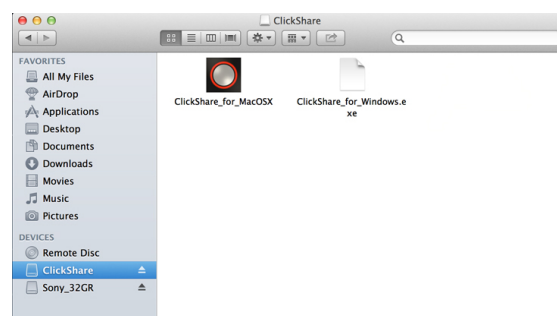 ClickShare
FAVORITES
All My Files
AirDrop
Applications
Desktop
Documents
Downloads
Movies
Music
Pictures
DEVICES
Remote Disc
ClickShare
Sony_32GR
ClickShare_for_MacOSX
ClickShare_for_Windows.e
xe